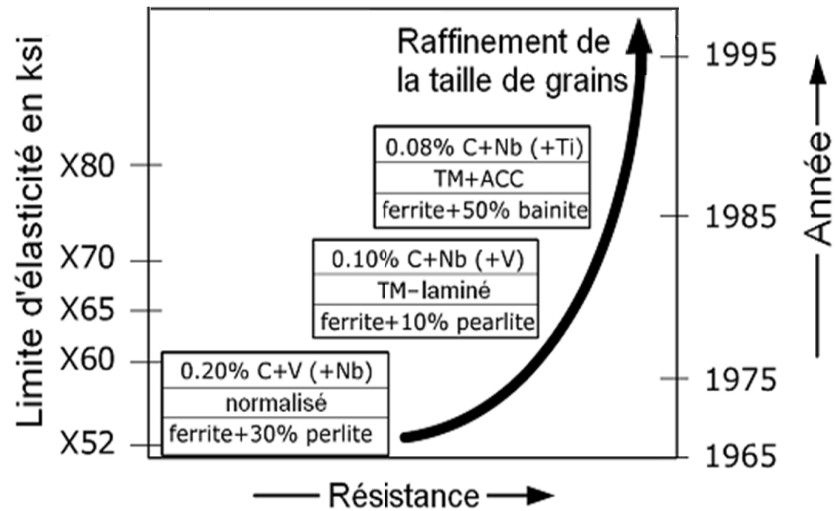 Limite d'élasticité en ksi
X80
X70
X65
X60
X52
Raffinement de
la taille de grains
0.08% C+Nb (+Ti)
TM+ACC
ferrite+50% bainite
0.10% C+Nb (+V)
TM-laminé
ferrite+10% pearlite
0.20% C+V (+Nb)
normalisé
ferrite+30% perlite
1995
1985
1975
1965
Année
Résistance